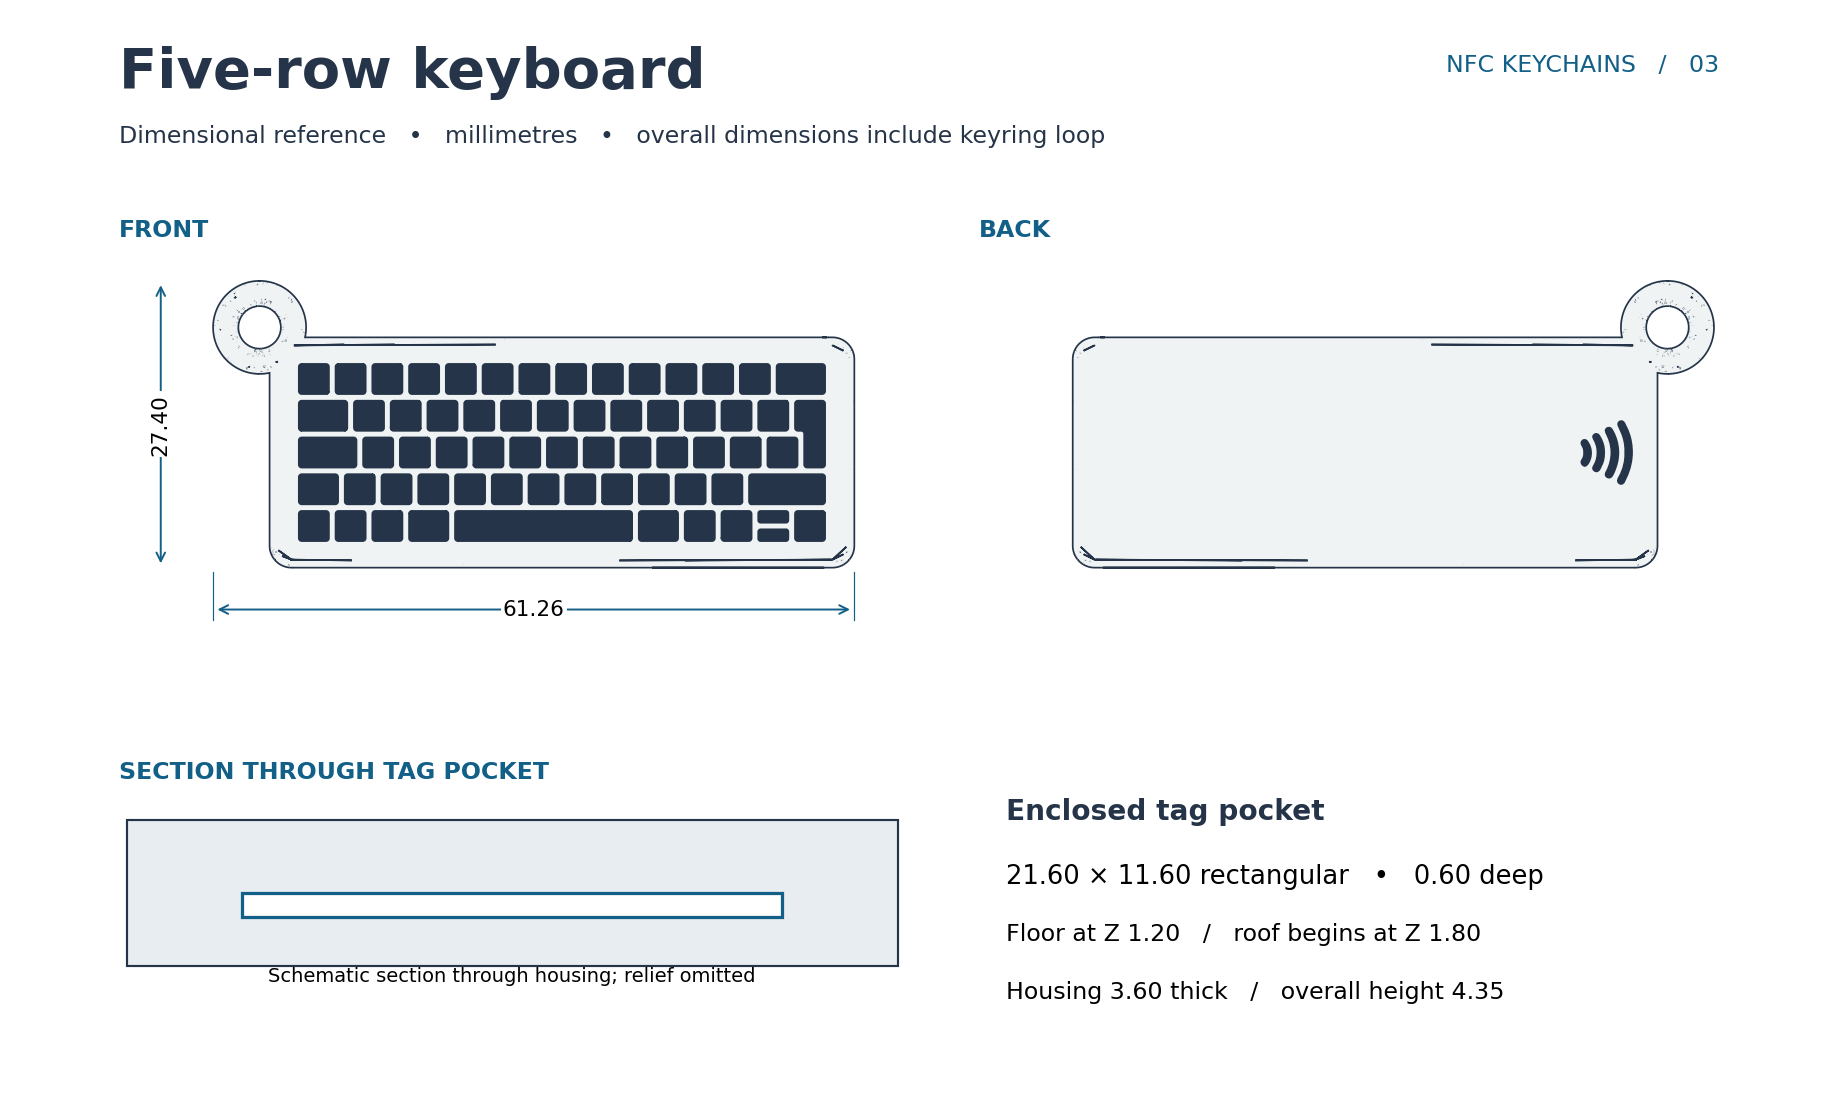 Five-row keyboard
NFC KEYCHAINS / 03
Dimensional reference • millimetres • overall dimensions include keyring loop
FRONT
BACK
27.40
61.26
SECTION THROUGH TAG POCKET
Schematic section through housing; relief omitted
Enclosed tag pocket
21.60 × 11.60 rectangular • 0.60 deep
Floor at Z 1.20 / roof begins at Z 1.80
Housing 3.60 thick / overall height 4.35